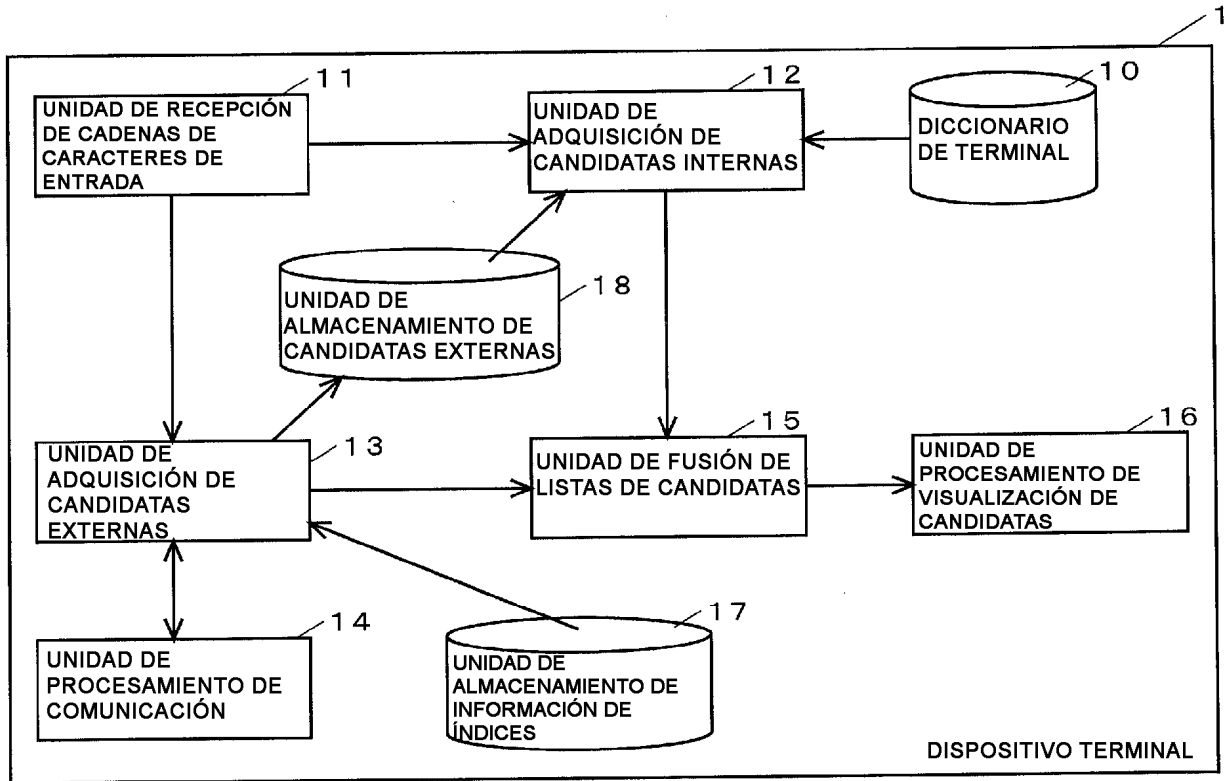 1
11
UNIDAD DE RECEPCIÓN
DE CADENAS DE
CARACTERES DE
ENTRADA
12
UNIDAD DE
ADQUISICIÓN DE
CANDIDATAS INTERNAS
10
DICCIONARIO
DE TERMINAL
18
UNIDAD DE
ALMACENAMIENTO DE
CANDIDATAS EXTERNAS
13
UNIDAD DE
ADQUISICIÓN DE
CANDIDATAS
EXTERNAS
15
UNIDAD DE FUSIÓN DE
LISTAS DE CANDIDATAS
16
UNIDAD DE
PROCESAMIENTO DE
VISUALIZACIÓN DE
CANDIDATAS
14
UNIDAD DE
PROCESAMIENTO DE
COMUNICACIÓN
17
UNIDAD DE
ALMACENAMIENTO DE
INFORMACIÓN DE
ÍNDICES
DISPOSITIVO TERMINAL